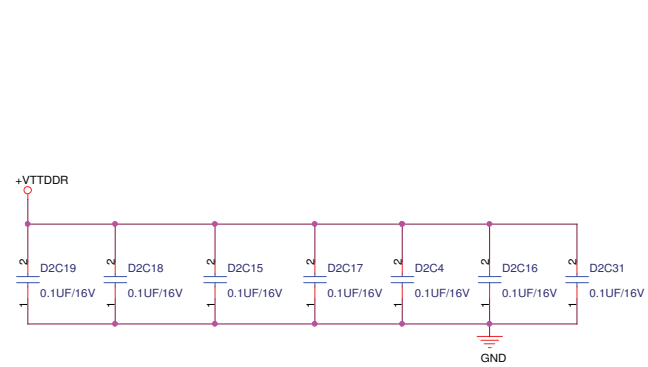 +VTTDDR
2 2 2 2 2 2 2
D2C19 D2C18 D2C15 D2C17 D2C4 D2C16 D2C31
0.1UF/16V 0.1UF/16V 0.1UF/16V 0.1UF/16V 0.1UF/16V 0.1UF/16V 0.1UF/16V
1 1 1 1 1 1 1
GND